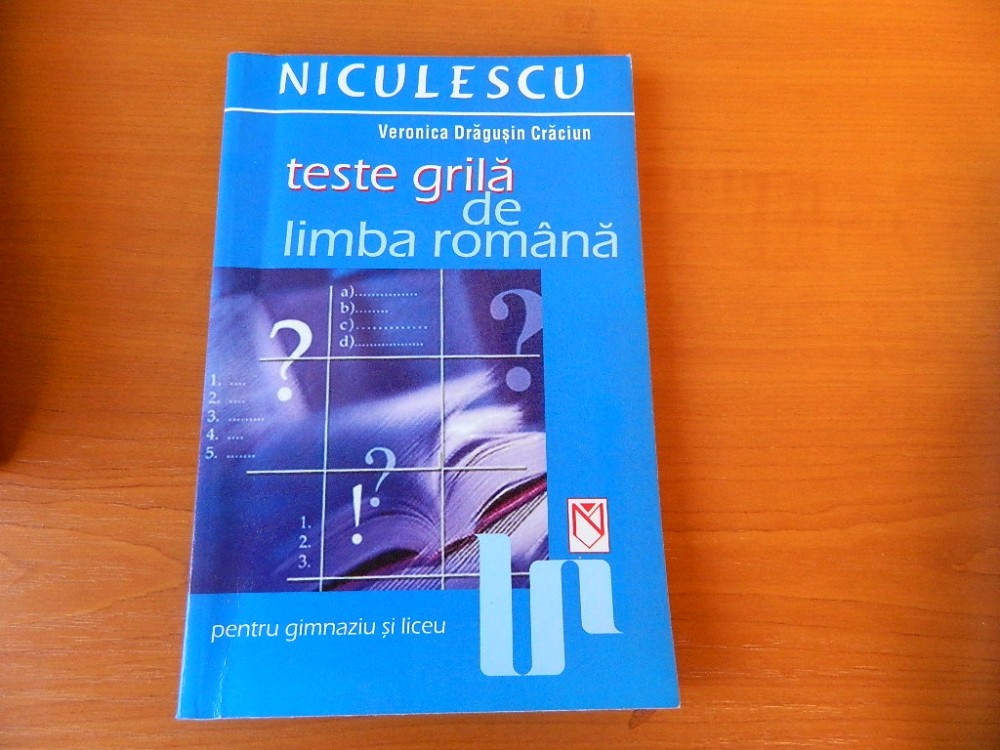 NICULESCU
Veronica Drăgușin Crăciun
teste grilă
de
limba română
a)...............
b)........
c)..............
d).................
? ?
1. ....
2. ....
3. .........
4. ....
5. .......
?
!
1.
2.
3.
pentru gimnaziu și liceu